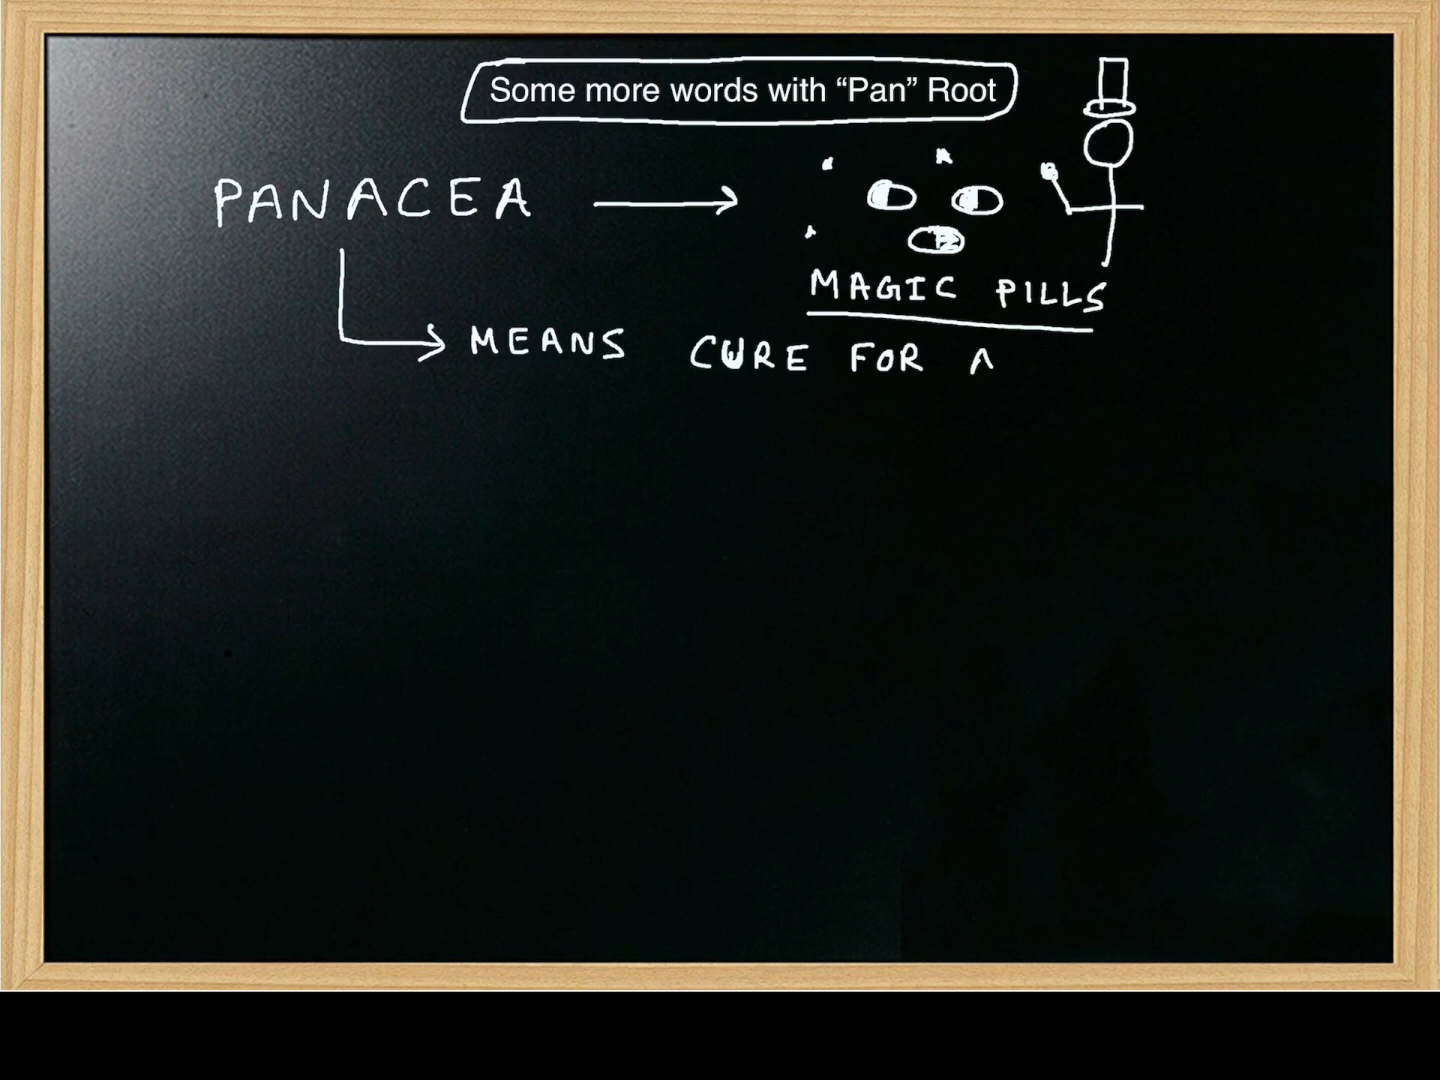 Some more words with “Pan” Root
PANACEA
MAGIC PILLS
MEANS CURE FOR A